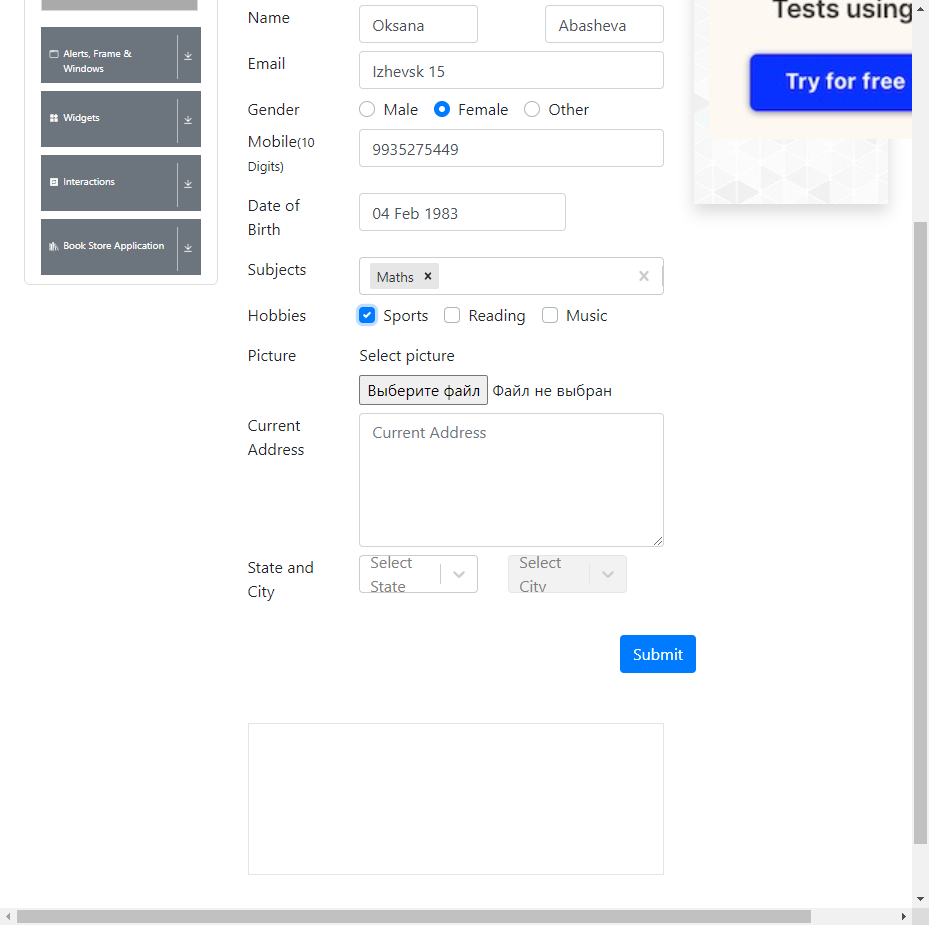 Alerts, Frame &
Windows
Widgets
Interactions
Book Store Application
Name
Oksana
Abasheva
Email
Izhevsk 15
Gender
Male
Female
Other
Mobile(10
Digits)
9935275449
Date of
Birth
04 Feb 1983
Subjects
Maths
Hobbies
Sports
Reading
Music
Picture
Select picture
Выберите файл
Файл не выбран
Current
Address
Current Address
State and
City
Select
State
Select
City
Submit
Tests using
Try for free